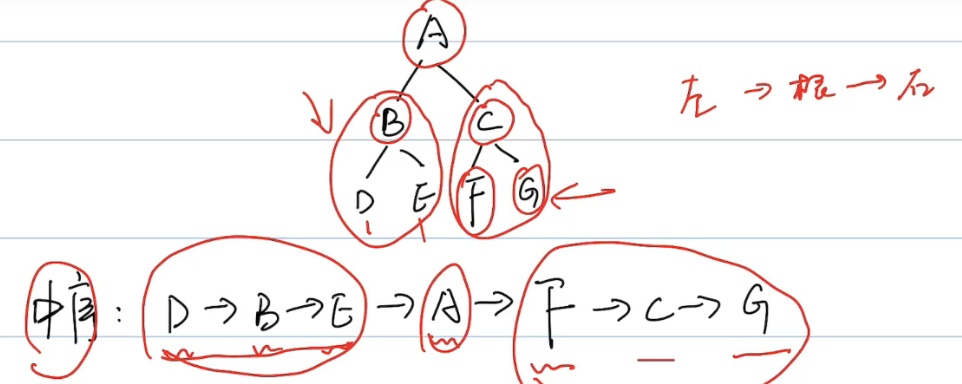 A
B C
左 → 根 → 右
D E F G
中序: D → B → E → A → F → C → G